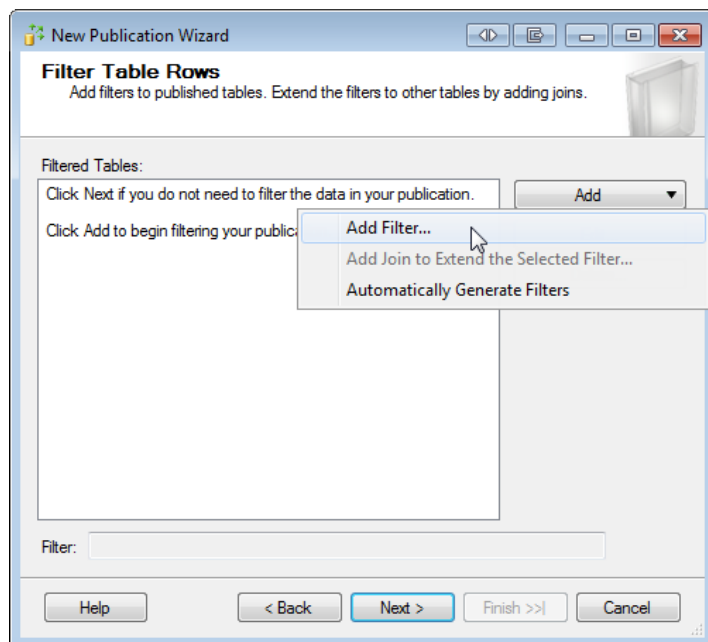 New Publication Wizard
Filter Table Rows
Add filters to published tables. Extend the filters to other tables by adding joins.
Filtered Tables:
Click Next if you do not need to filter the data in your publication.
Add
Click Add to begin filtering your
Add Filter...
Add Join to Extend the Selected Filter...
Automatically Generate Filters
Filter:
Help
< Back
Next >
Finish >>|
Cancel